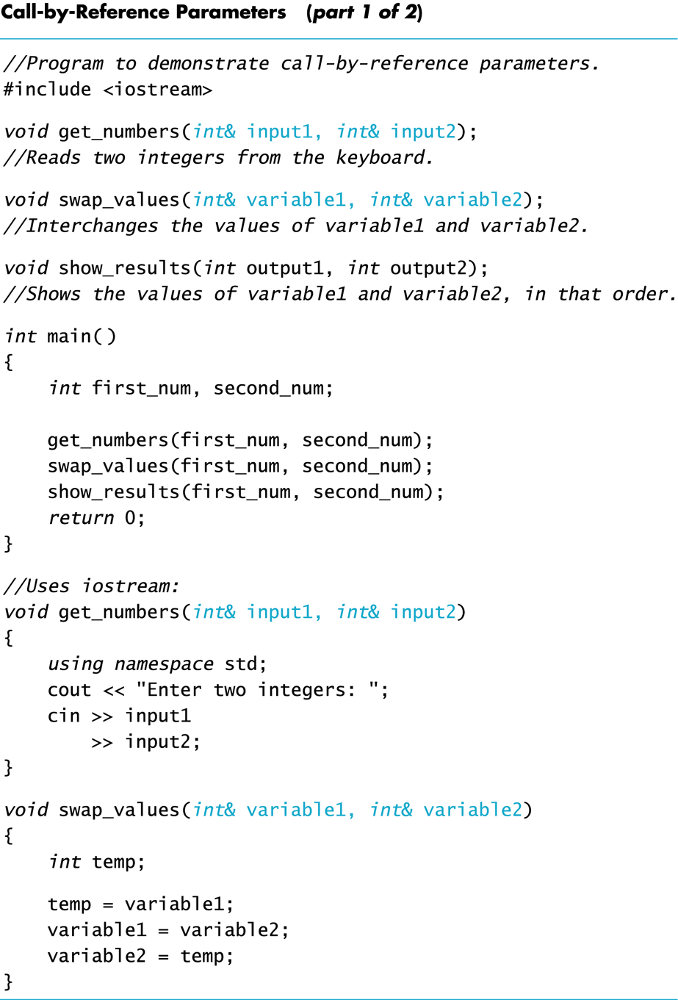 Call-by-Reference Parameters (part 1 of 2)
//Program to demonstrate call-by-reference parameters.
#include <iostream>
void get_numbers(int& input1, int& input2);
//Reads two integers from the keyboard.
void swap_values(int& variable1, int& variable2);
//Interchanges the values of variable1 and variable2.
void show_results(int output1, int output2);
//Shows the values of variable1 and variable2, in that order.
int main()
{
    int first_num, second_num;
    get_numbers(first_num, second_num);
    swap_values(first_num, second_num);
    show_results(first_num, second_num);
    return 0;
}
//Uses iostream:
void get_numbers(int& input1, int& input2)
{
    using namespace std;
    cout << "Enter two integers: ";
    cin >> input1
        >> input2;
}
void swap_values(int& variable1, int& variable2)
{
    int temp;
    temp = variable1;
    variable1 = variable2;
    variable2 = temp;
}